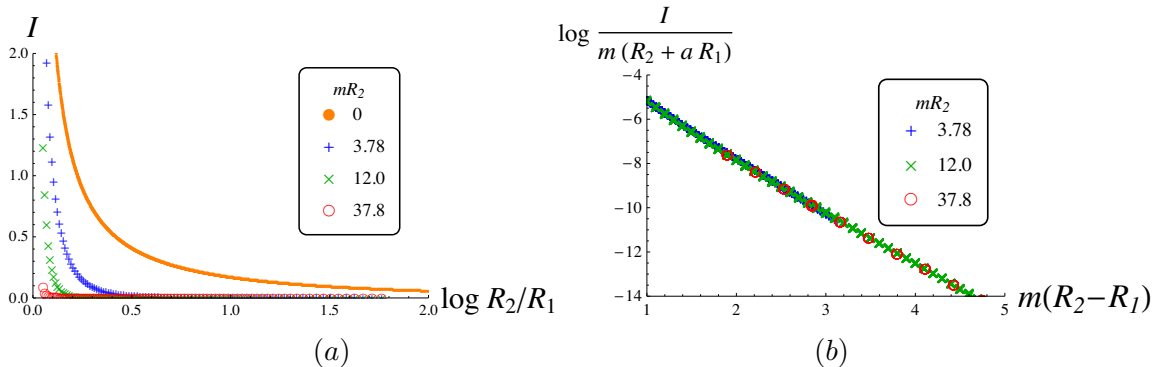 I
2.0
1.5
1.0
0.5
0.0
0.0 0.5 1.0 1.5 2.0
log R₂/R₁
mR₂
0
3.78
12.0
37.8
(a)
log I / m (R₂ + a R₁)
−4
−6
−8
−10
−12
−14
1 2 3 4 5
m(R₂−R₁)
mR₂
3.78
12.0
37.8
(b)